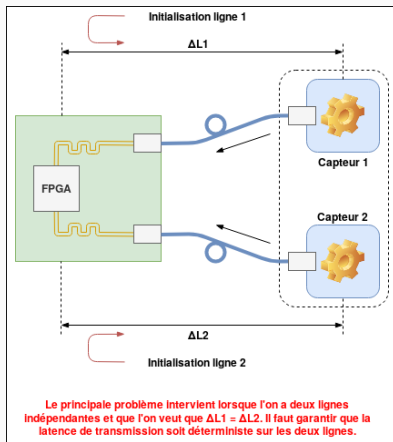 Initialisation ligne 1
ΔL1
FPGA
Capteur 1
Capteur 2
ΔL2
Initialisation ligne 2
Le principale problème intervient lorsque l'on a deux lignes
indépendantes et que l'on veut que ΔL1 = ΔL2. Il faut garantir que la
latence de transmission soit déterministe sur les deux lignes.